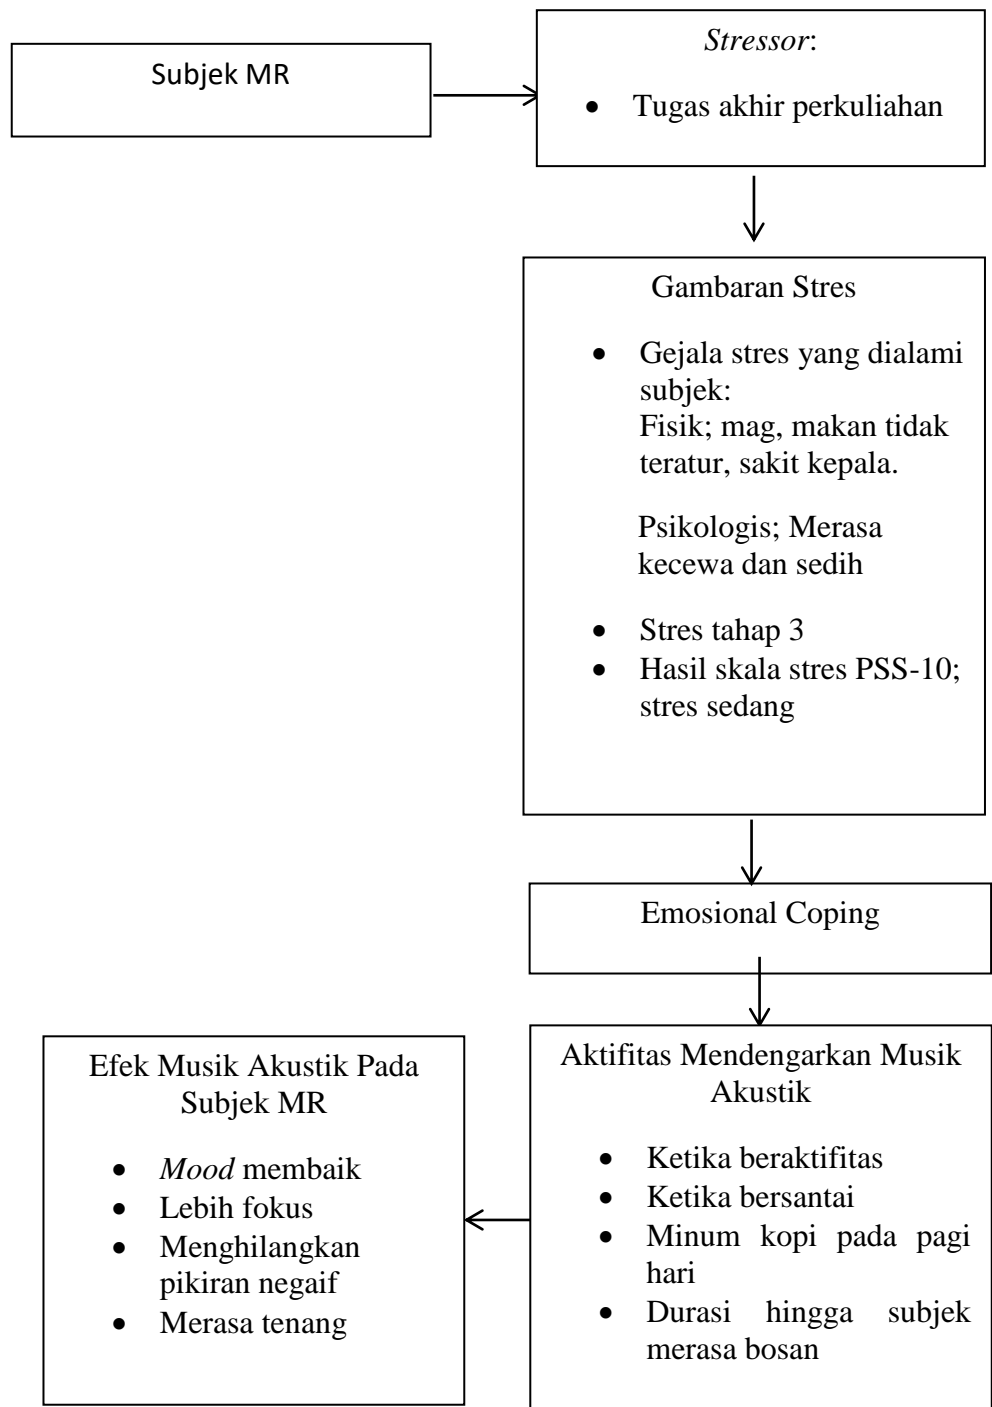 Subjek MR
Stressor:
• Tugas akhir perkuliahan
Gambaran Stres
• Gejala stres yang dialami
subjek:
Fisik; mag, makan tidak
teratur, sakit kepala.
Psikologis; Merasa
kecewa dan sedih
• Stres tahap 3
• Hasil skala stres PSS-10;
stres sedang
Emosional Coping
Aktifitas Mendengarkan Musik
Akustik
• Ketika beraktifitas
• Ketika bersantai
• Minum kopi pada pagi
hari
• Durasi hingga subjek
merasa bosan
Efek Musik Akustik Pada
Subjek MR
• Mood membaik
• Lebih fokus
• Menghilangkan
pikiran negaif
• Merasa tenang